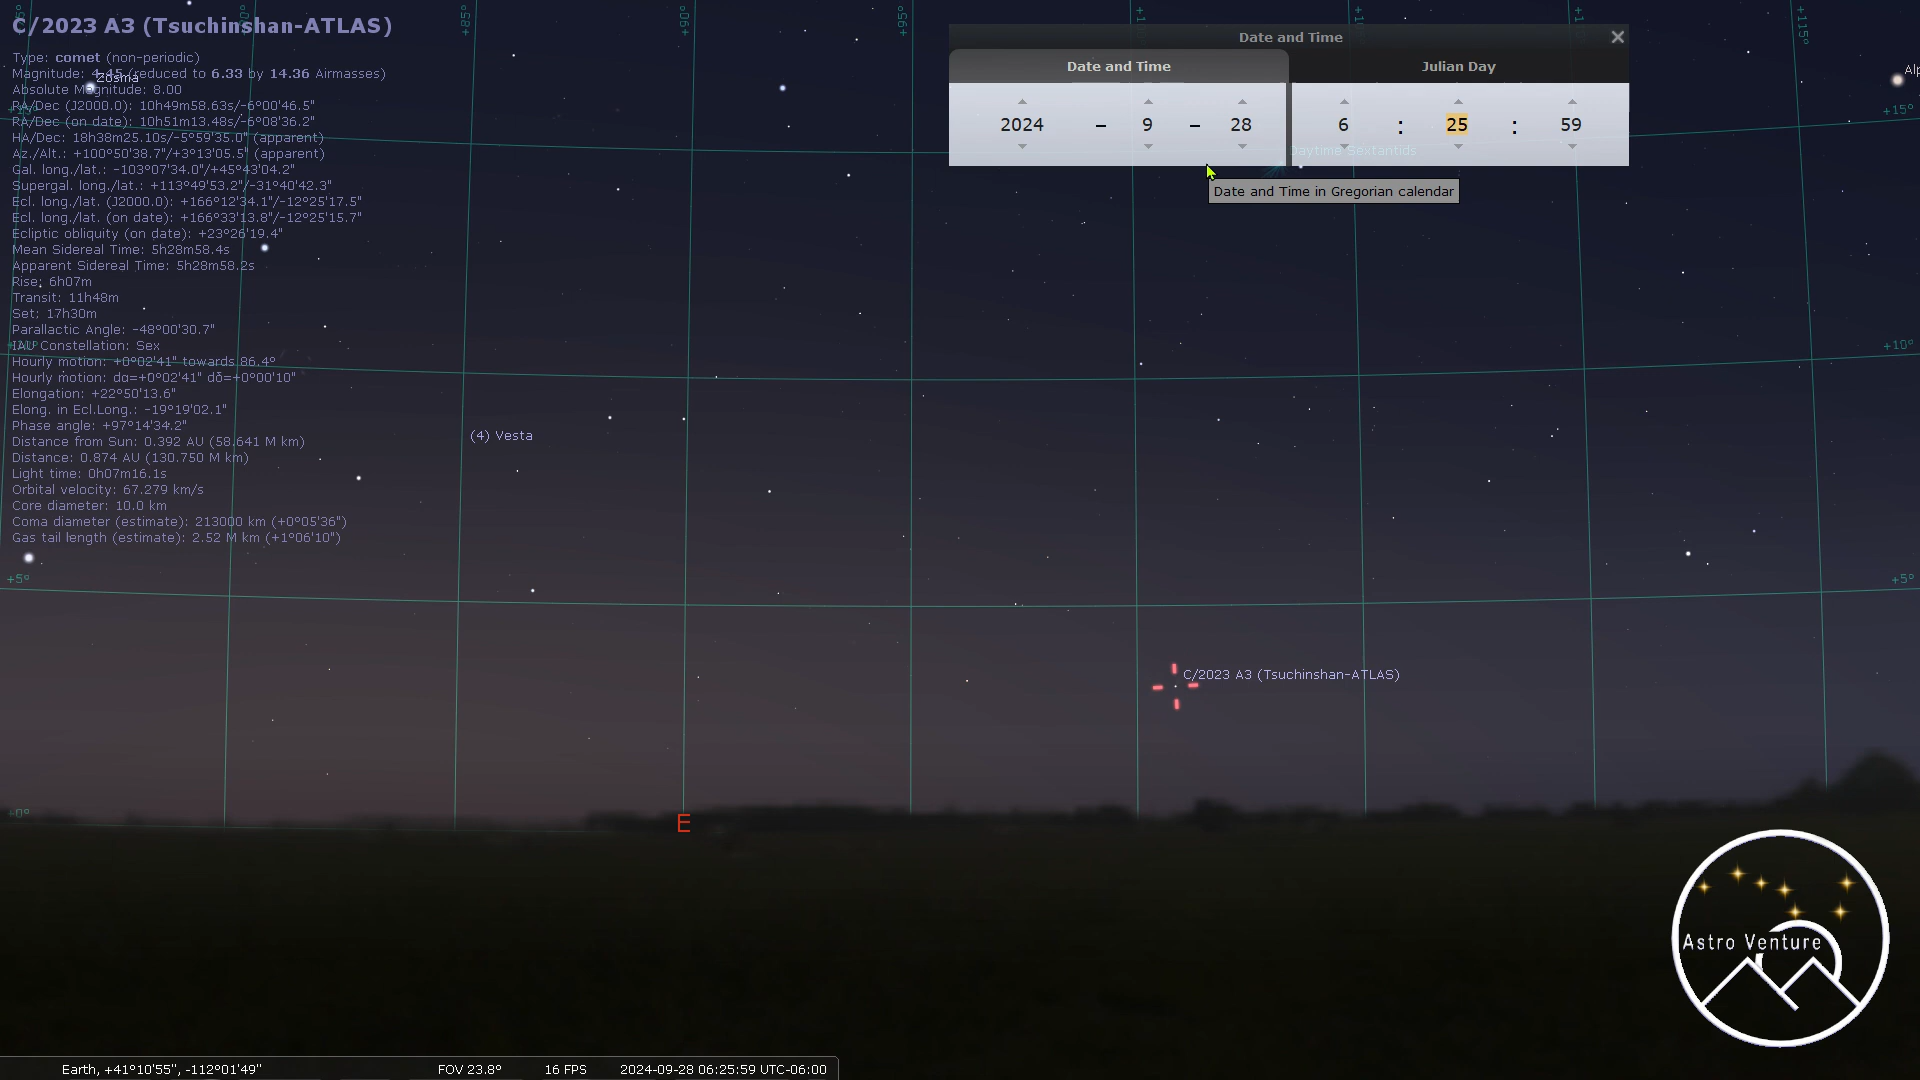 C/2023 A3 (Tsuchinshan-ATLAS)
Type: comet (non-periodic)
Magnitude: 4.45 (reduced to 6.33 by 14.36 Airmasses)
Zosma
Absolute Magnitude: 8.00
RA/Dec (J2000.0): 10h49m58.63s/-6°00'46.5"
RA/Dec (on date): 10h51m13.48s/-6°08'36.2"
HA/Dec: 18h38m25.10s/-5°59'35.0" (apparent)
Az./Alt.: +100°50'38.7"/+3°13'05.5" (apparent)
Gal. long./lat.: -103°07'34.0"/+45°43'04.2"
Supergal. long./lat.: +113°49'53.2"/-31°40'42.3"
Ecl. long./lat. (J2000.0): +166°12'34.1"/-12°25'17.5"
Ecl. long./lat. (on date): +166°33'13.8"/-12°25'15.7"
Ecliptic obliquity (on date): +23°26'19.4"
Mean Sidereal Time: 5h28m58.4s
Apparent Sidereal Time: 5h28m58.2s
Rise: 6h07m
Transit: 11h48m
Set: 17h30m
Parallactic Angle: -48°00'30.7"
IAU Constellation: Sex
Hourly motion: +0°02'41" towards 86.4°
Hourly motion: dα=+0°02'41" dδ=+0°00'10"
Elongation: +22°50'13.6"
Elong. in Ecl.Long.: -19°19'02.1"
Phase angle: +97°14'34.2"
Distance from Sun: 0.392 AU (58.641 M km)
Distance: 0.874 AU (130.750 M km)
Light time: 0h07m16.1s
Orbital velocity: 67.279 km/s
Core diameter: 10.0 km
Coma diameter (estimate): 213000 km (+0°05'36")
Gas tail length (estimate): 2.52 M km (+1°06'10")
+85°
+90°
+95°
+115°
Date and Time
Date and Time
Julian Day
2024 – 9 – 28
6 : 25 : 59
Daytime Sextantids
Date and Time in Gregorian calendar
+15°
+10°
(4) Vesta
+5°
+5°
C/2023 A3 (Tsuchinshan-ATLAS)
+0°
E
Astro Venture
Earth, +41°10'55", -112°01'49"
FOV 23.8°
16 FPS
2024-09-28 06:25:59 UTC-06:00